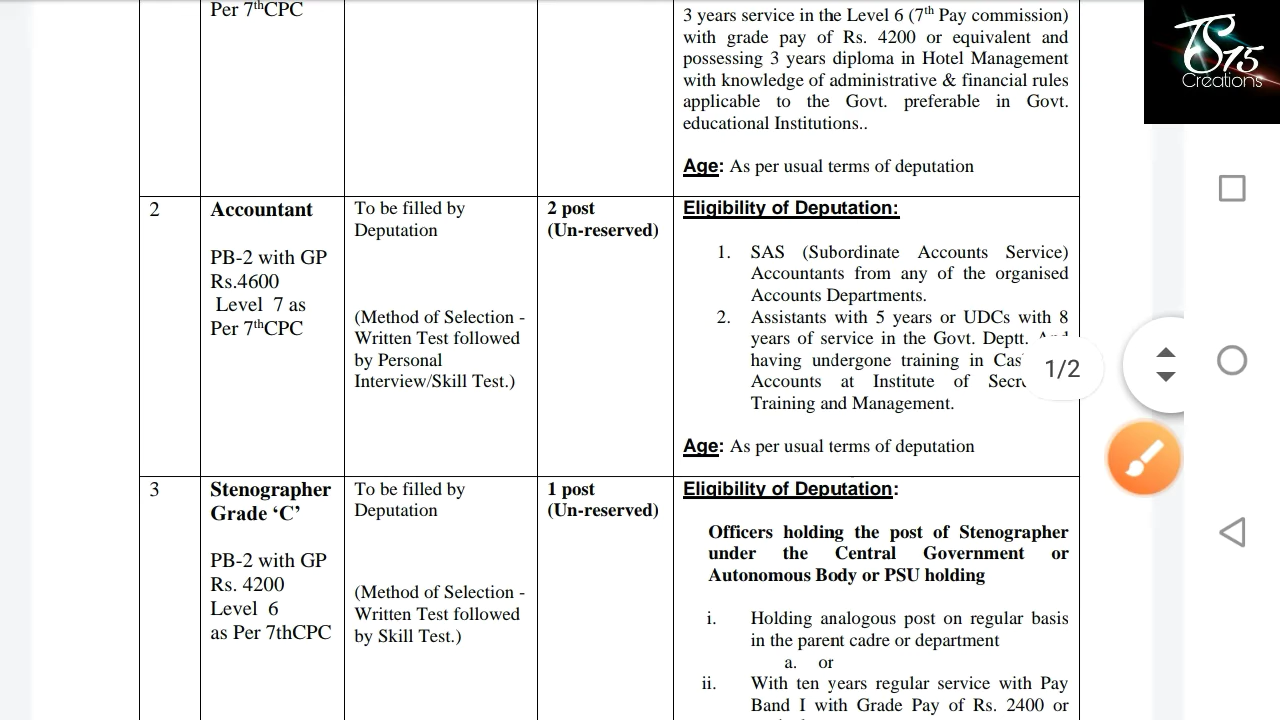 Per 7thCPC
3 years service in the Level 6 (7th Pay commission)
with grade pay of Rs. 4200 or equivalent and
possessing 3 years diploma in Hotel Management
with knowledge of administrative & financial rules
applicable to the Govt. preferable in Govt.
educational Institutions..
Age: As per usual terms of deputation
2
Accountant
PB-2 with GP
Rs.4600
Level 7 as
Per 7thCPC
To be filled by
Deputation
(Method of Selection -
Written Test followed
by Personal
Interview/Skill Test.)
2 post
(Un-reserved)
Eligibility of Deputation:
1. SAS (Subordinate Accounts Service)
Accountants from any of the organised
Accounts Departments.
2. Assistants with 5 years or UDCs with 8
years of service in the Govt. Deptt.
having undergone training in
Accounts at Institute of
Training and Management.
Age: As per usual terms of deputation
3
Stenographer
Grade ‘C’
PB-2 with GP
Rs. 4200
Level 6
as Per 7thCPC
To be filled by
Deputation
(Method of Selection -
Written Test followed
by Skill Test.)
1 post
(Un-reserved)
Eligibility of Deputation:
Officers holding the post of Stenographer
under the Central Government or
Autonomous Body or PSU holding
i. Holding analogous post on regular basis
in the parent cadre or department
a. or
ii. With ten years regular service with Pay
Band I with Grade Pay of Rs. 2400 or
1/2
TS15
Creations